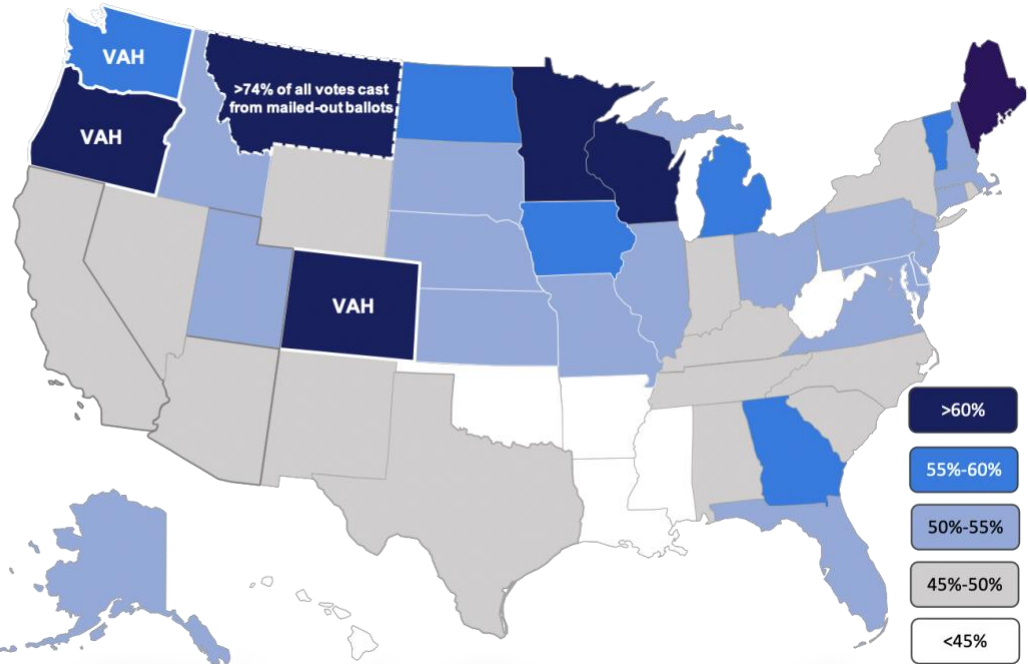 VAH
>74% of all votes cast
from mailed-out ballots
VAH
VAH
>60%
55%-60%
50%-55%
45%-50%
<45%